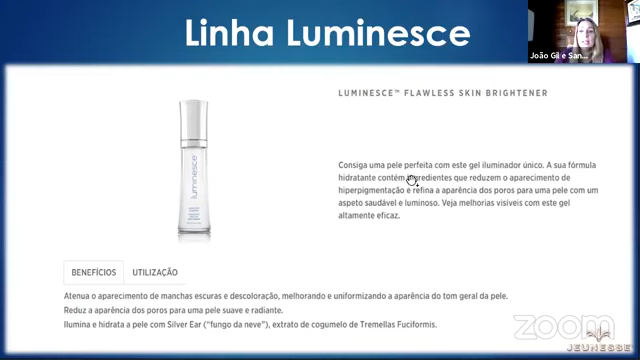 Linha Luminesce
João Gil e San...
LUMINESCE™ FLAWLESS SKIN BRIGHTENER
luminesce
Consiga uma pele perfeita com este gel iluminador único. A sua fórmula
hidratante contém ingredientes que reduzem o aparecimento de
hiperpigmentação e refina a aparência dos poros para uma pele com um
aspeto saudável e luminoso. Veja melhorias visíveis com este gel
altamente eficaz.
BENEFÍCIOS
UTILIZAÇÃO
Atenua o aparecimento de manchas escuras e descoloração, melhorando e uniformizando a aparência do tom geral da pele.
Reduz a aparência dos poros para uma pele suave e radiante.
Ilumina e hidrata a pele com Silver Ear ("fungo da neve"), extrato de cogumelo de Tremellas Fuciformis.
zoom
JEUNESSE